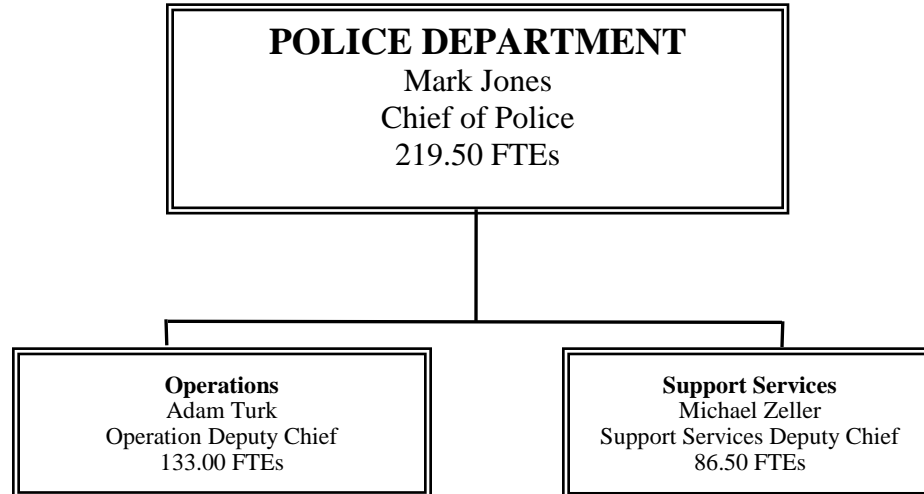 POLICE DEPARTMENT
Mark Jones
Chief of Police
219.50 FTEs
Operations
Adam Turk
Operation Deputy Chief
133.00 FTEs
Support Services
Michael Zeller
Support Services Deputy Chief
86.50 FTEs